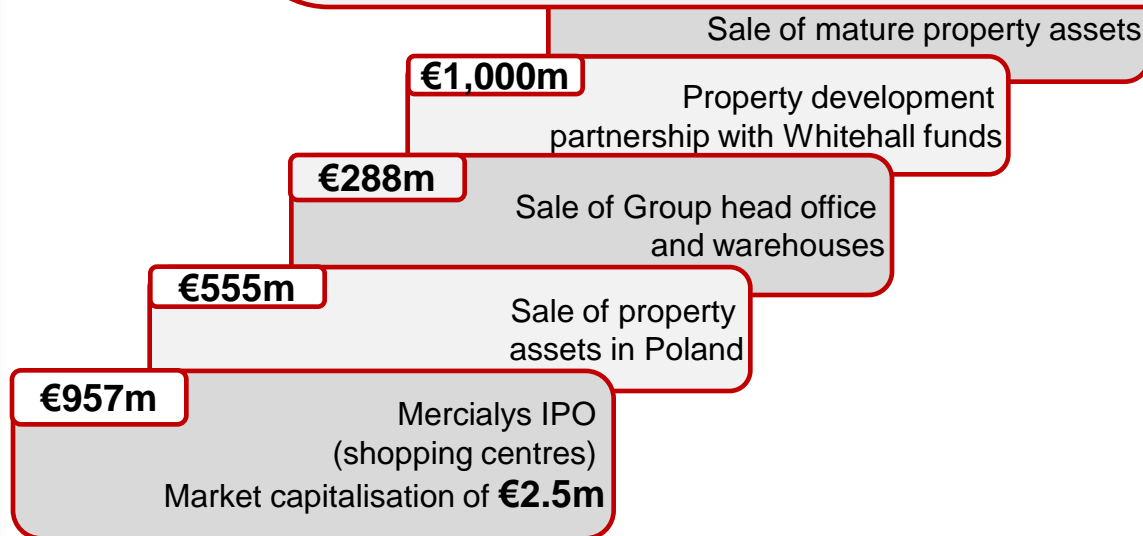 Sale of mature property assets
€1,000m
Property development
partnership with Whitehall funds
€288m
Sale of Group head office
and warehouses
€555m
Sale of property
assets in Poland
€957m
Mercialys IPO
(shopping centres)
Market capitalisation of €2.5m